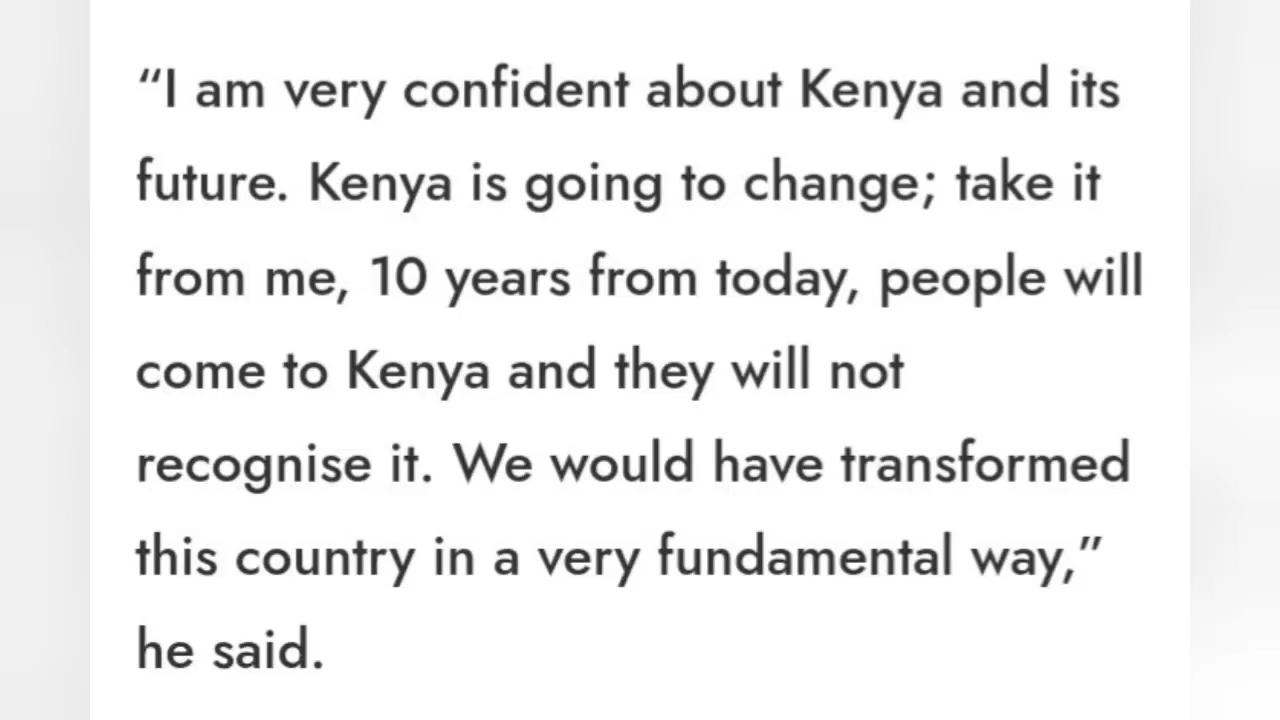 “I am very confident about Kenya and its
future. Kenya is going to change; take it
from me, 10 years from today, people will
come to Kenya and they will not
recognise it. We would have transformed
this country in a very fundamental way,”
he said.